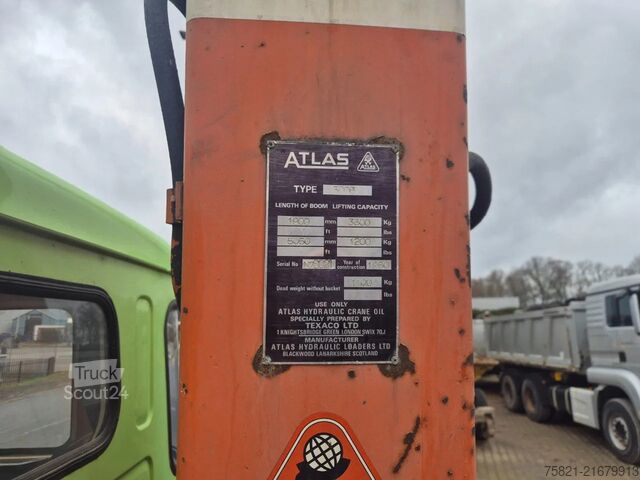 ATLAS
TYPE 3000
LENGTH OF BOOM LIFTING CAPACITY
1900 mm 3300 Kg
ft lbs
5050 mm 1200 Kg
ft lbs
Serial No Year of construction
Dead weight without bucket Kg
lbs
USE ONLY
ATLAS HYDRAULIC CRANE OIL
SPECIALLY PREPARED BY
TEXACO LTD
1 KNIGHTSBRIDGE GREEN LONDON SWIX 7QJ
MANUFACTURER
ATLAS HYDRAULIC LOADERS LTD
BLACKWOOD LANARKSHIRE SCOTLAND
Truck
Scout24
75821-21679913